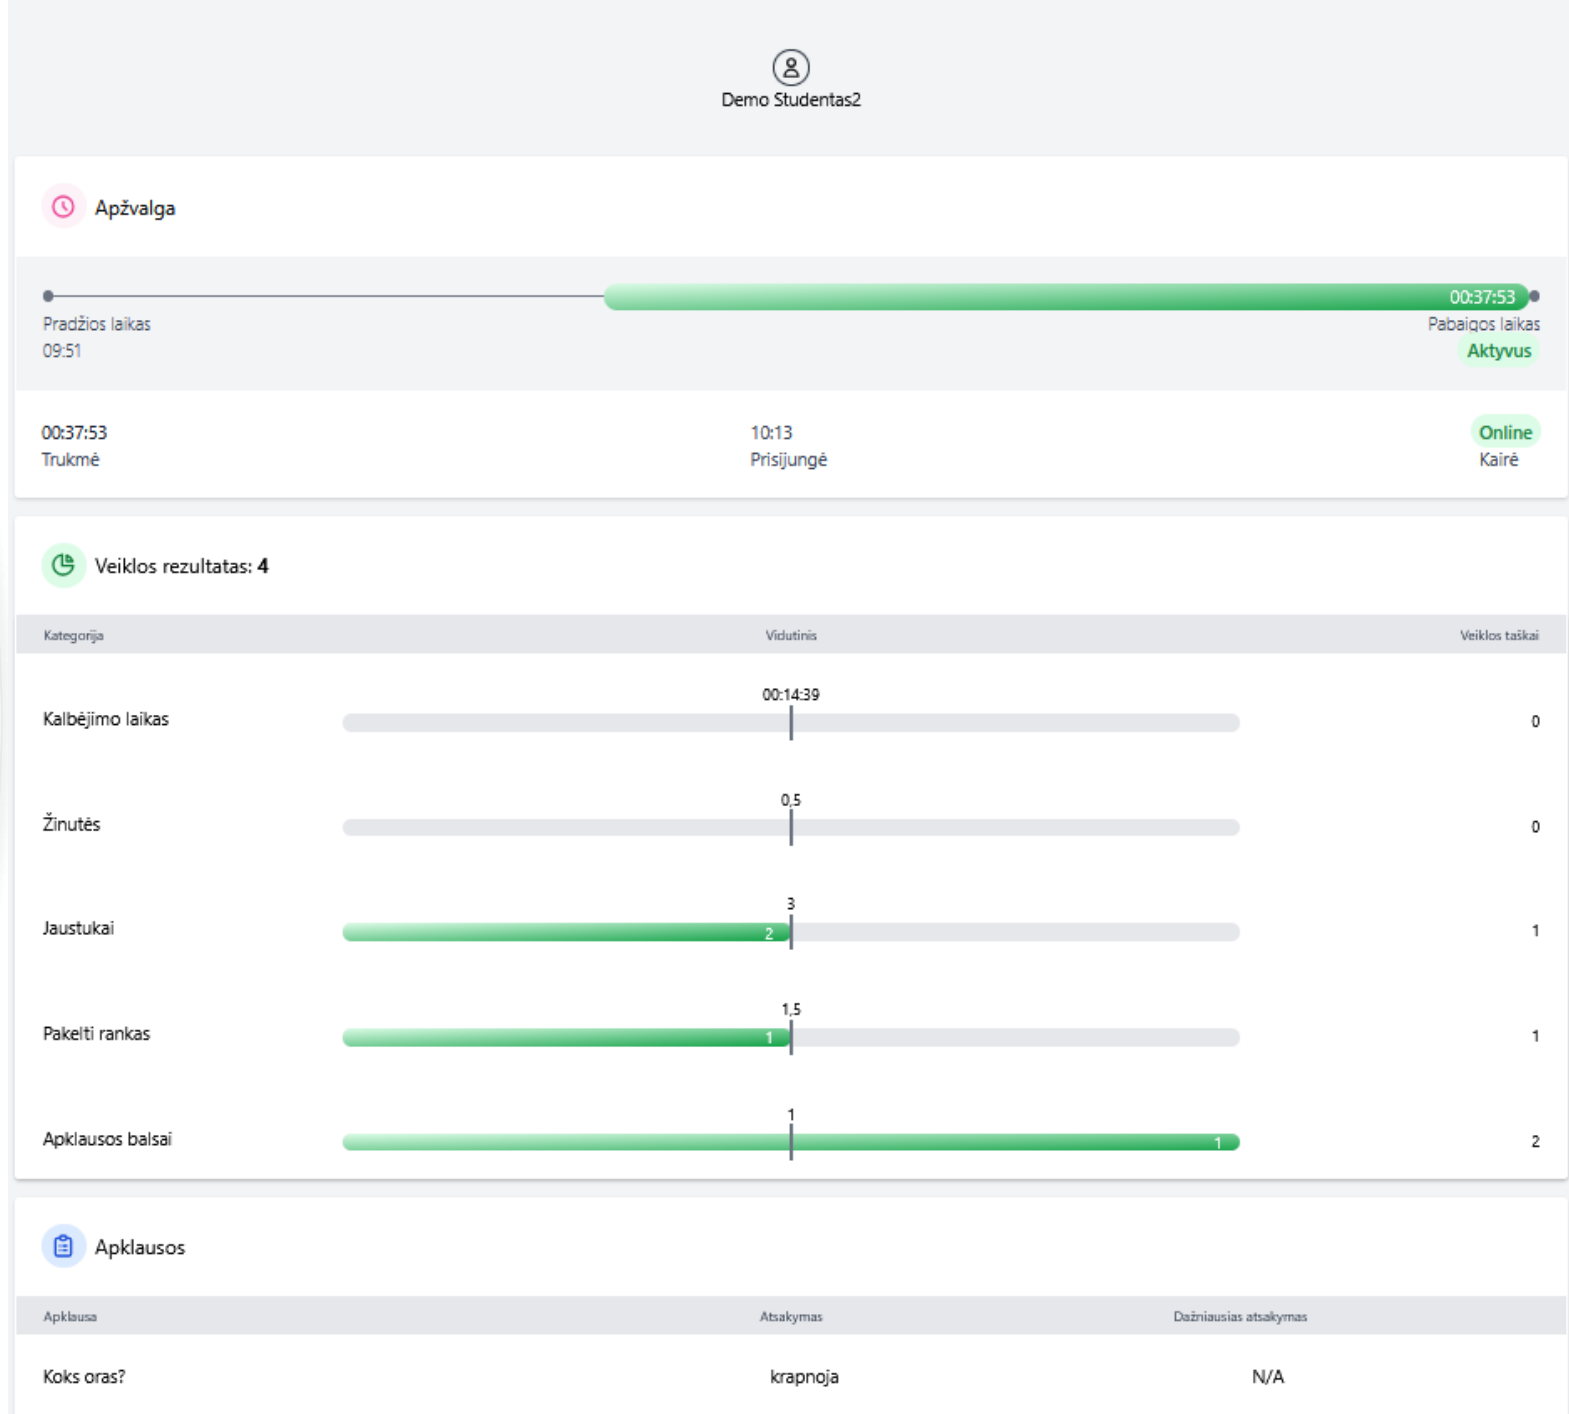 Demo Studentas2
Apžvalga
00:37:53
Pradžios laikas Pabaigos laikas
09:51 Aktyvus
00:37:53 10:13 Online
Trukmė Prisijungė Kairė
Veiklos rezultatas: 4
Kategorija Vidutinis Veiklos taškai
00:14:39
Kalbėjimo laikas 0
0,5
Žinutės 0
3
Jaustukai 2 1
1,5
Pakelti rankas 1 1
1
Apklausos balsai 1 2
Apklausos
Apklausa Atsakymas Dažniausias atsakymas
Koks oras? krapnoja N/A